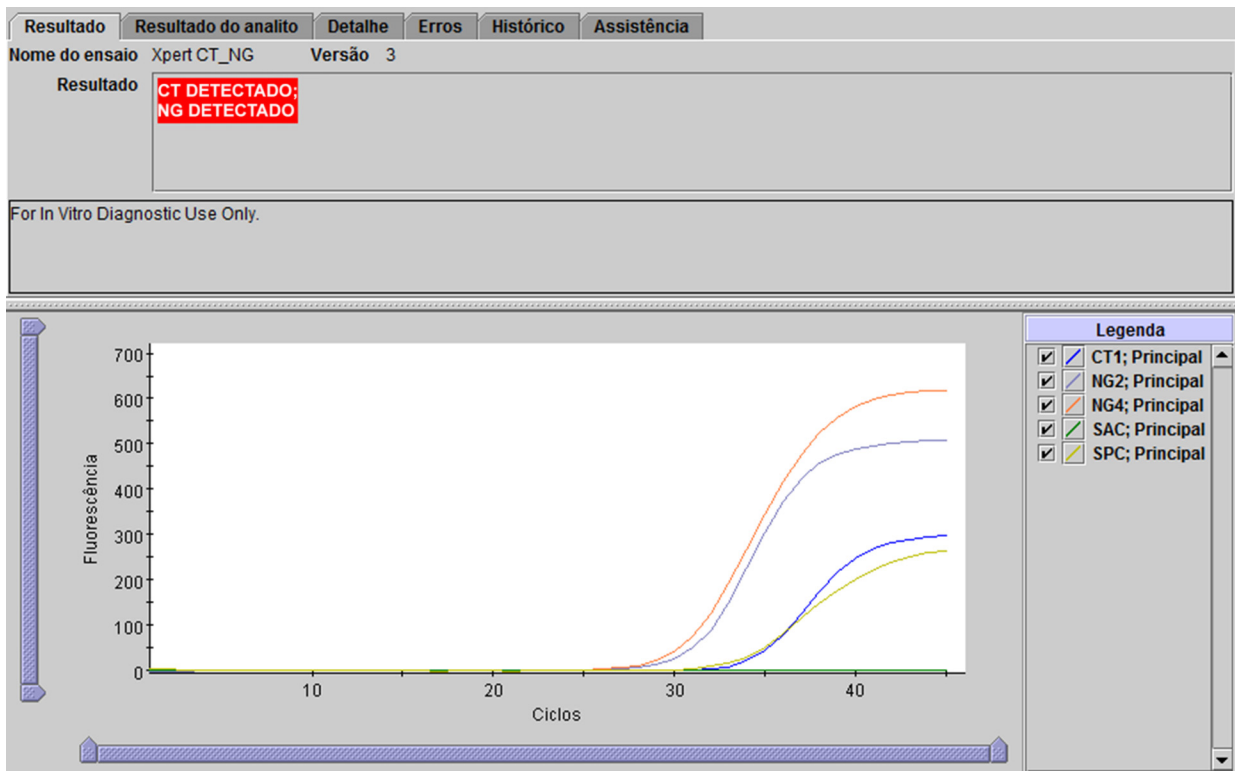 Resultado Resultado do analito Detalhe Erros Histórico Assistência
Nome do ensaio Xpert CT_NG Versão 3
Resultado CT DETECTADO;
NG DETECTADO
For In Vitro Diagnostic Use Only.
Legenda
CT1; Principal
NG2; Principal
NG4; Principal
SAC; Principal
SPC; Principal
700
600
500
400
300
200
100
0
Fluorescência
10 20 30 40
Ciclos